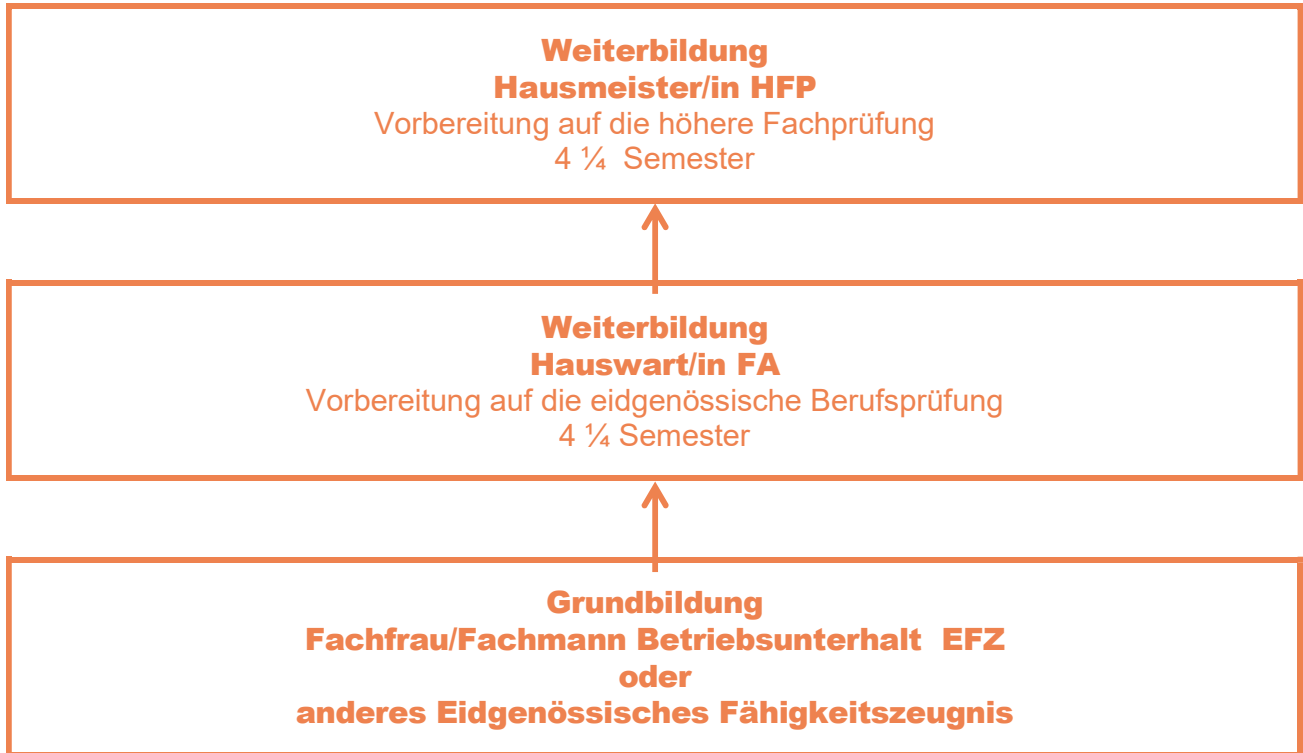 Weiterbildung
Hausmeister/in HFP
Vorbereitung auf die höhere Fachprüfung
4 ¼ Semester
Weiterbildung
Hauswart/in FA
Vorbereitung auf die eidgenössische Berufsprüfung
4 ¼ Semester
Grundbildung
Fachfrau/Fachmann Betriebsunterhalt EFZ
oder
anderes Eidgenössisches Fähigkeitszeugnis